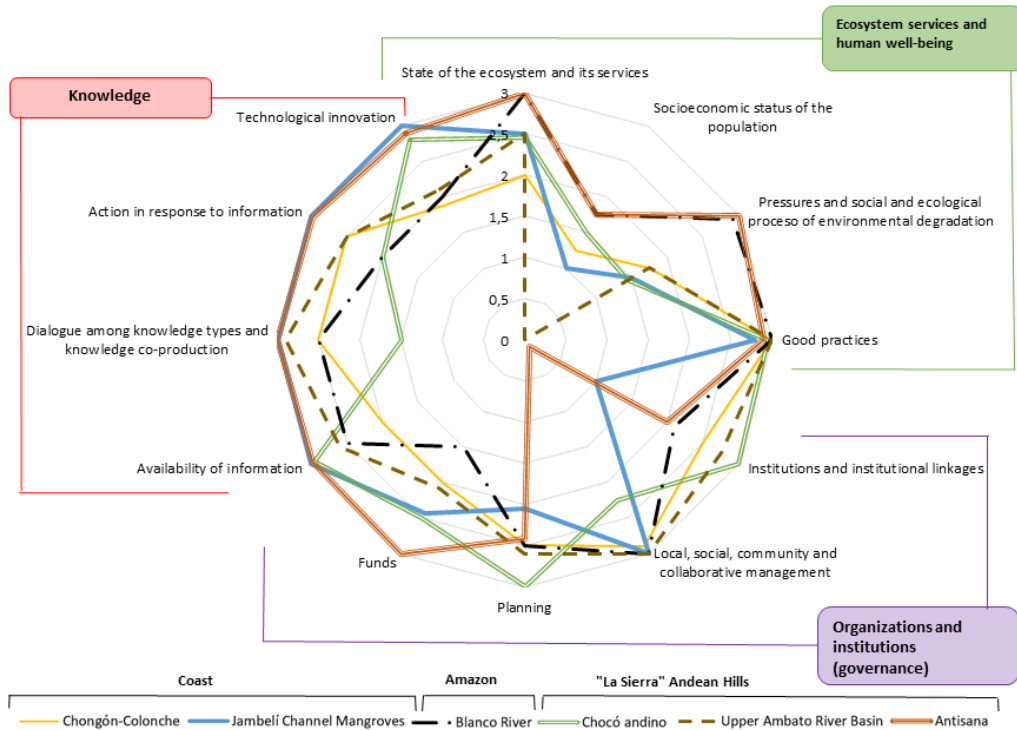 Ecosystem services and
human well-being
State of the ecosystem and its services
Knowledge
3
Technological innovation
Socioeconomic status of the
population
2,5
2
Action in response to information
Pressures and social and ecological
proceso of environmental degradation
1,5
1
0,5
Dialogue among knowledge types and
knowledge co-production
0
Good practices
Availability of information
Institutions and institutional linkages
Funds
Local, social, community and
collaborative management
Planning
Organizations and
institutions
(governance)
Coast
Amazon
"La Sierra" Andean Hills
Chongón-Colonche
Jambelí Channel Mangroves
Blanco River
Chocó andino
Upper Ambato River Basin
Antisana